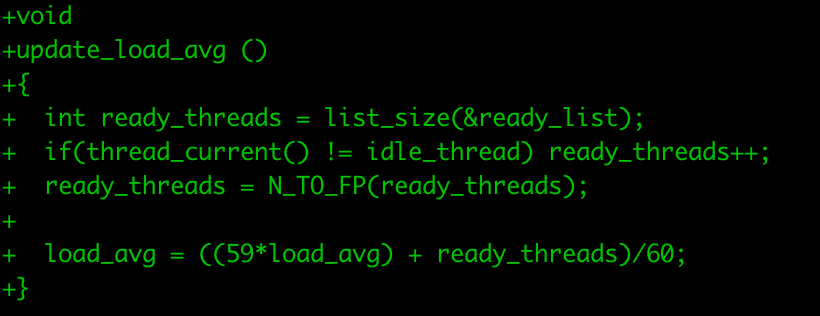 +void
+update_load_avg ()
+{
+  int ready_threads = list_size(&ready_list);
+  if(thread_current() != idle_thread) ready_threads++;
+  ready_threads = N_TO_FP(ready_threads);
+
+  load_avg = ((59*load_avg) + ready_threads)/60;
+}